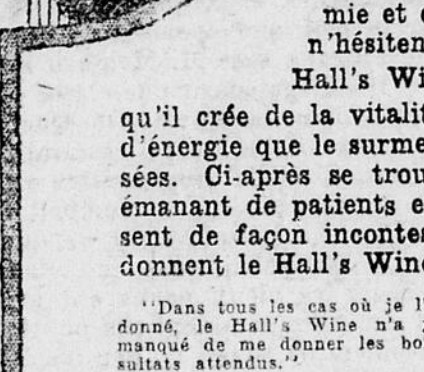 mie et
n'hésiten
Hall's Wi
qu'il crée de la vitalit
d'énergie que le surme
sées. Ci-après se trou
émanant de patients e
sent de façon incontes
donnent le Hall's Wine
"Dans tous les cas où je l'
donné, le Hall's Wine n'a
manqué de me donner les bo
sultats attendus."